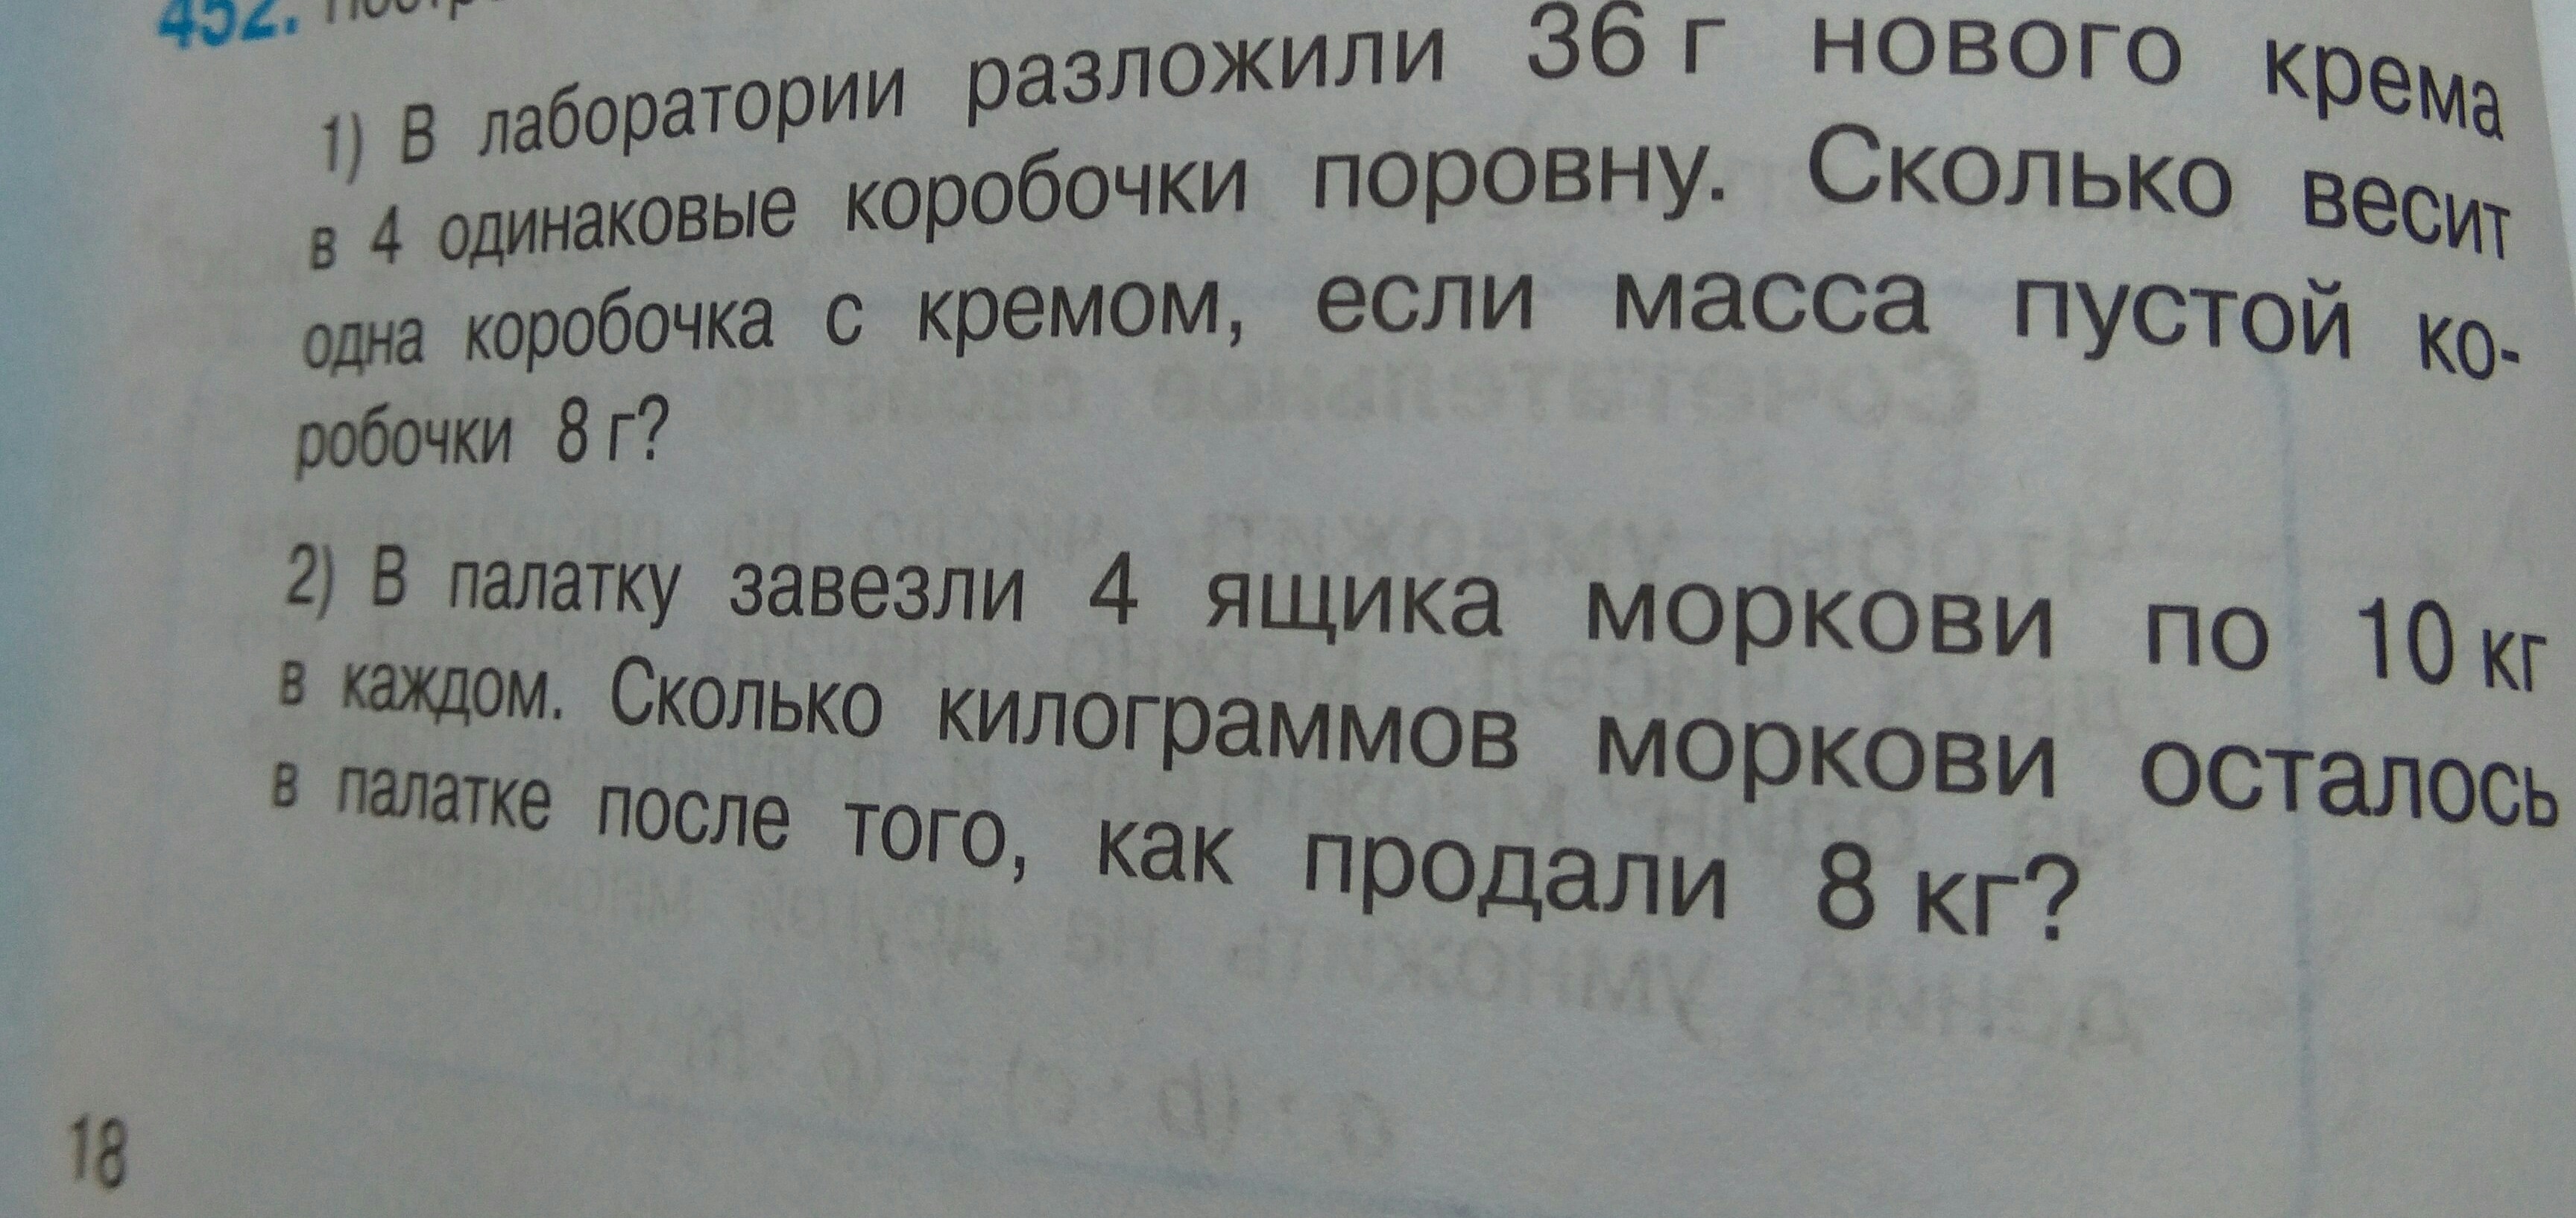 452.
1) В лаборатории разложили 36 г нового крема
в 4 одинаковые коробочки поровну. Сколько весит
одна коробочка с кремом, если масса пустой ко-
робочки 8 г?
2) В палатку завезли 4 ящика моркови по 10 кг
в каждом. Сколько килограммов моркови осталось
в палатке после того, как продали 8 кг?
18